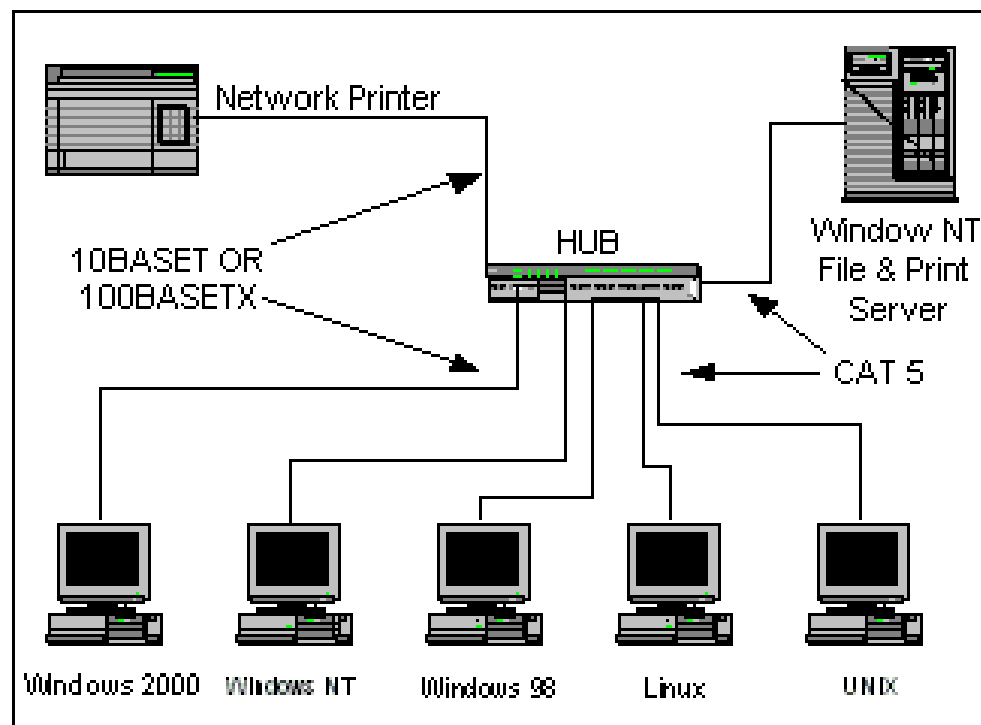 Network Printer
10BASET OR
100BASETX
HUB
Window NT
File & Print
Server
CAT 5
Windows 2000
Windows NT
Windows 98
Linux
UNIX